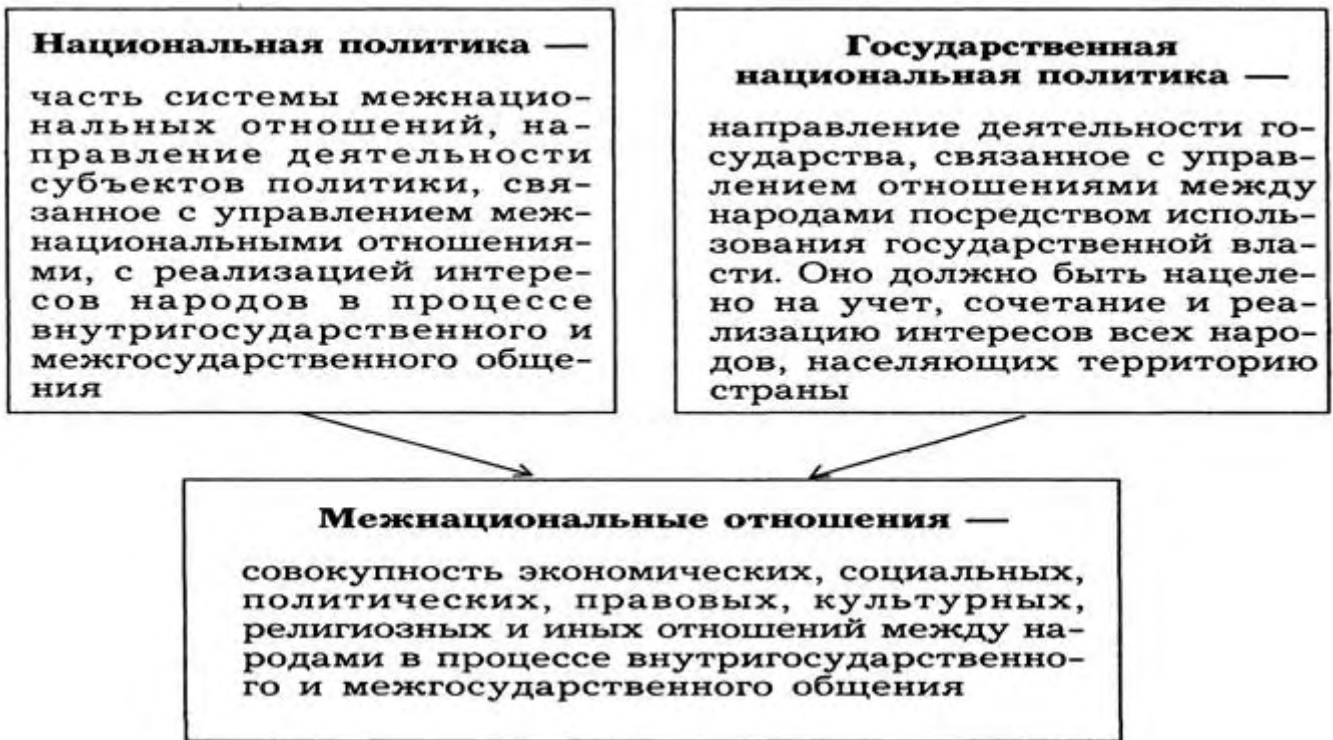 Национальная политика —
часть системы межнацио-
нальных отношений, на-
правление деятельности
субъектов политики, свя-
занное с управлением меж-
национальными отношения-
ми, с реализацией интере-
сов народов в процессе
внутригосударственного и
межгосударственного обще-
ния
Государственная
национальная политика —
направление деятельности го-
сударства, связанное с управ-
лением отношениями между
народами посредством исполь-
зования государственной вла-
сти. Оно должно быть нацеле-
но на учет, сочетание и реа-
лизацию интересов всех наро-
дов, населяющих территорию
страны
Межнациональные отношения —
совокупность экономических, социальных,
политических, правовых, культурных,
религиозных и иных отношений между на-
родами в процессе внутригосударственно-
го и межгосударственного общения